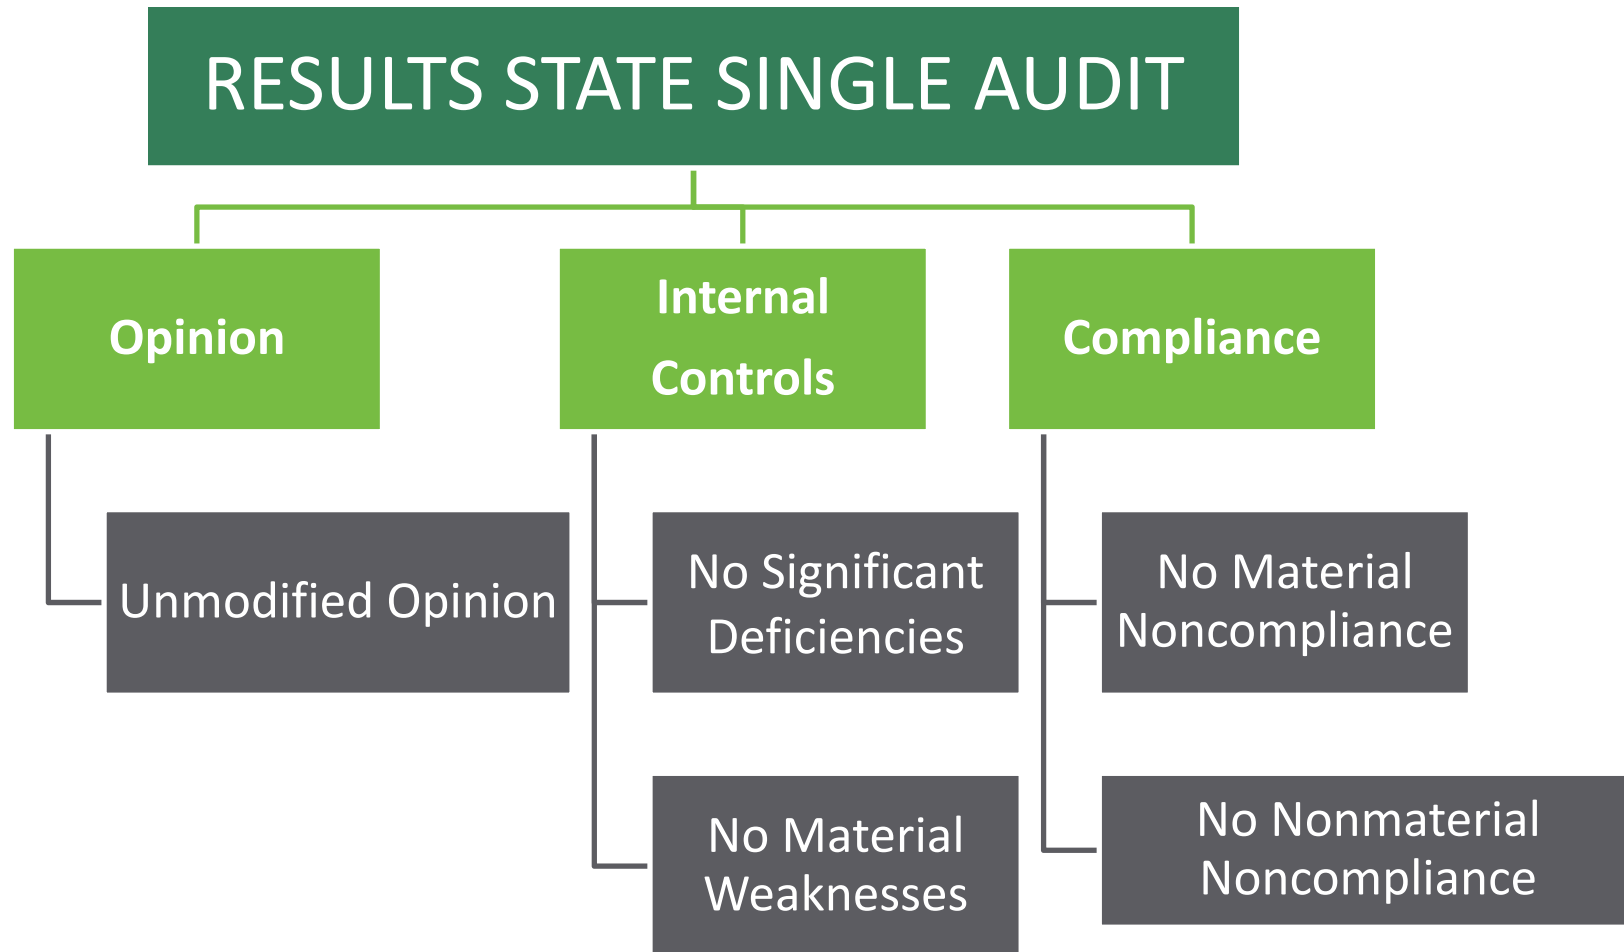 RESULTS STATE SINGLE AUDIT
Opinion
Internal
Controls
Compliance
Unmodified Opinion
No Significant
Deficiencies
No Material
Weaknesses
No Material
Noncompliance
No Nonmaterial
Noncompliance